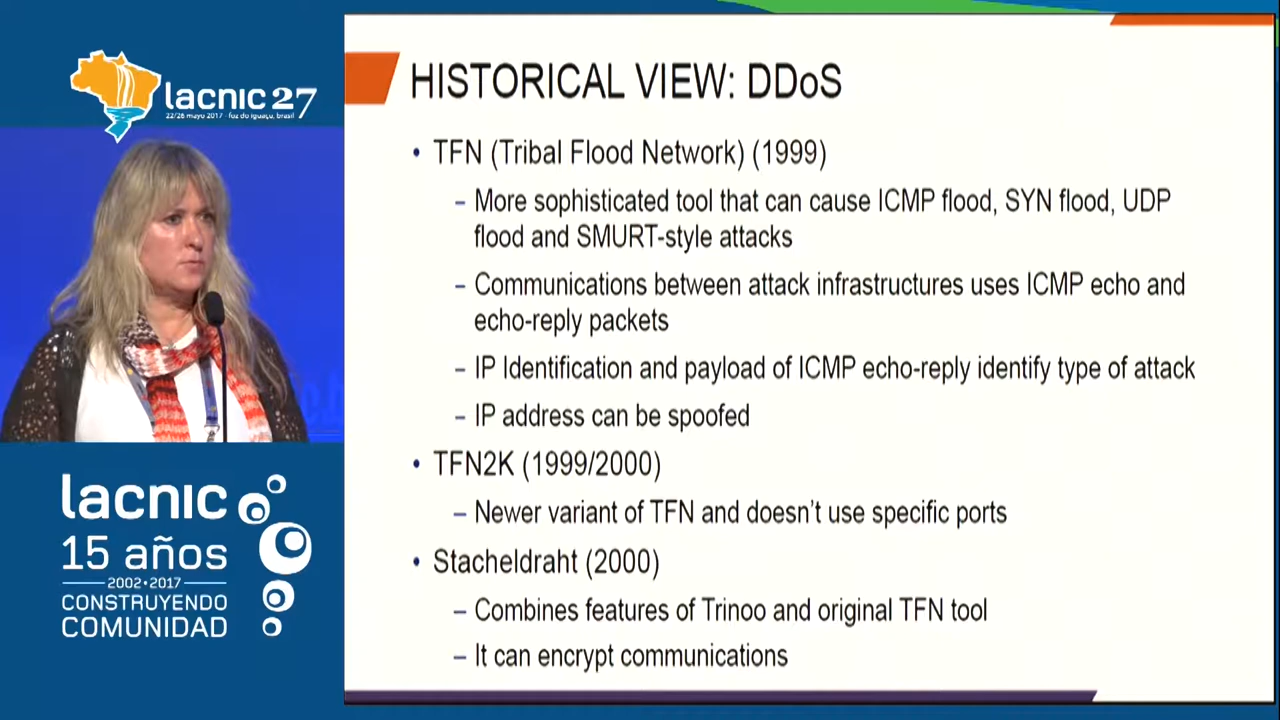 lacnic 27
22/26 mayo 2017 - foz do iguaçu, brasil
lacnic
15 años
2002•2017
CONSTRUYENDO
COMUNIDAD
HISTORICAL VIEW: DDoS
• TFN (Tribal Flood Network) (1999)
– More sophisticated tool that can cause ICMP flood, SYN flood, UDP
flood and SMURT-style attacks
– Communications between attack infrastructures uses ICMP echo and
echo-reply packets
– IP Identification and payload of ICMP echo-reply identify type of attack
– IP address can be spoofed
• TFN2K (1999/2000)
– Newer variant of TFN and doesn't use specific ports
• Stacheldraht (2000)
– Combines features of Trinoo and original TFN tool
– It can encrypt communications